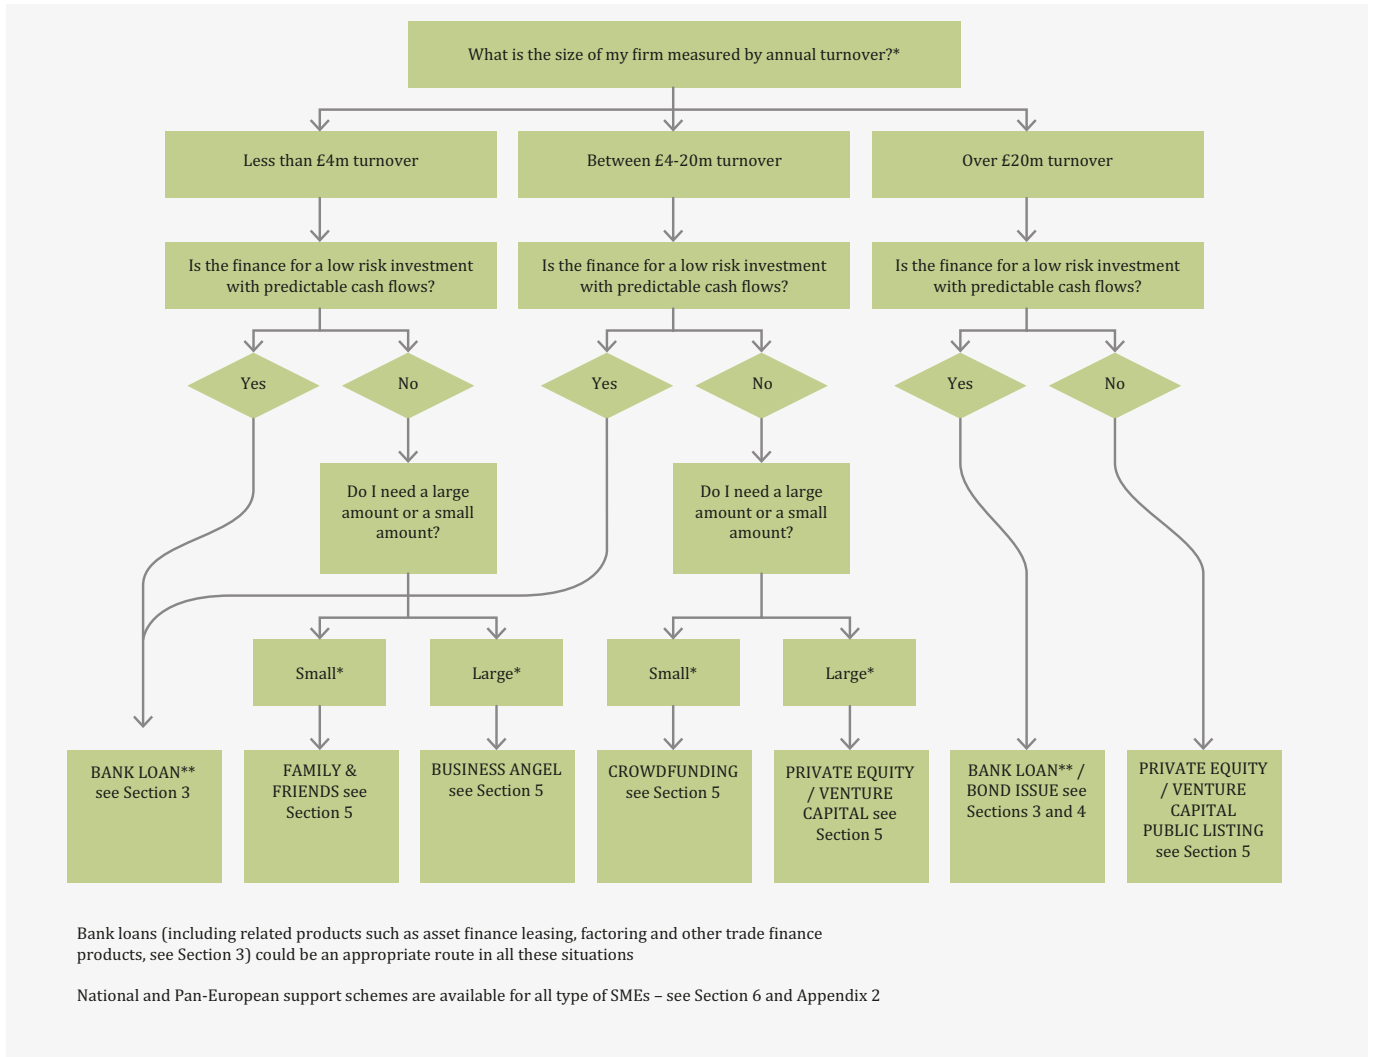 What is the size of my firm measured by annual turnover?*
Less than £4m turnover
Between £4-20m turnover
Over £20m turnover
Is the finance for a low risk investment
with predictable cash flows?
Is the finance for a low risk investment
with predictable cash flows?
Is the finance for a low risk investment
with predictable cash flows?
Yes
No
Yes
No
Yes
No
Do I need a large
amount or a small
amount?
Do I need a large
amount or a small
amount?
Small*
Large*
Small*
Large*
BANK LOAN**
see Section 3
FAMILY &
FRIENDS see
Section 5
BUSINESS ANGEL
see Section 5
CROWDFUNDING
see Section 5
PRIVATE EQUITY
/ VENTURE
CAPITAL see
Section 5
BANK LOAN** /
BOND ISSUE see
Sections 3 and 4
PRIVATE EQUITY
/ VENTURE
CAPITAL
PUBLIC LISTING
see Section 5
Bank loans (including related products such as asset finance leasing, factoring and other trade finance
products, see Section 3) could be an appropriate route in all these situations
National and Pan-European support schemes are available for all type of SMEs – see Section 6 and Appendix 2